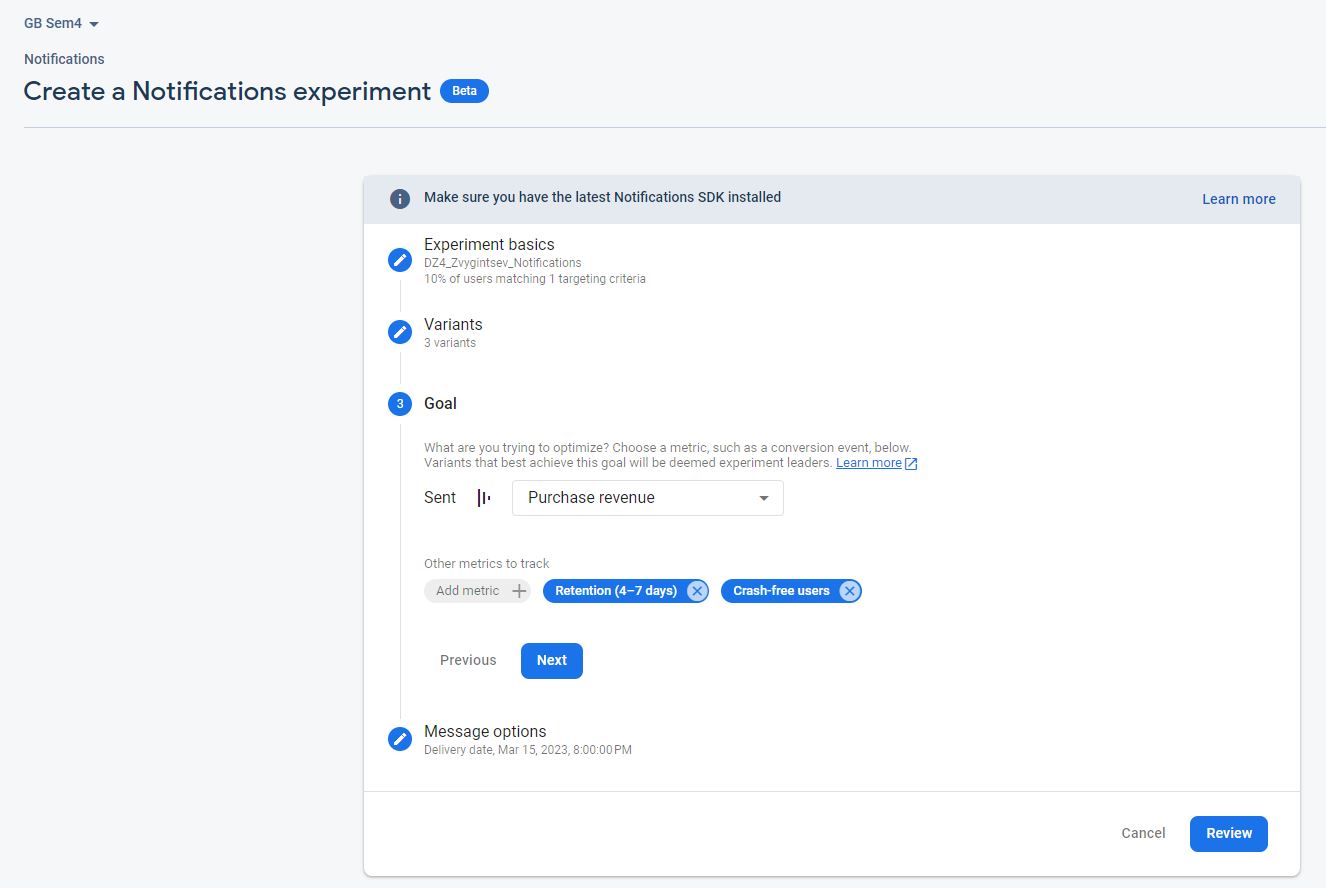 GB Sem4
Notifications
Create a Notifications experiment Beta
Make sure you have the latest Notifications SDK installed
Learn more
Experiment basics
DZ4_Zvygintsev_Notifications
10% of users matching 1 targeting criteria
Variants
3 variants
3 Goal
What are you trying to optimize? Choose a metric, such as a conversion event, below.
Variants that best achieve this goal will be deemed experiment leaders. Learn more
Sent Purchase revenue
Other metrics to track
Add metric Retention (4–7 days) Crash-free users
Previous Next
Message options
Delivery date, Mar 15, 2023, 8:00:00 PM
Cancel Review